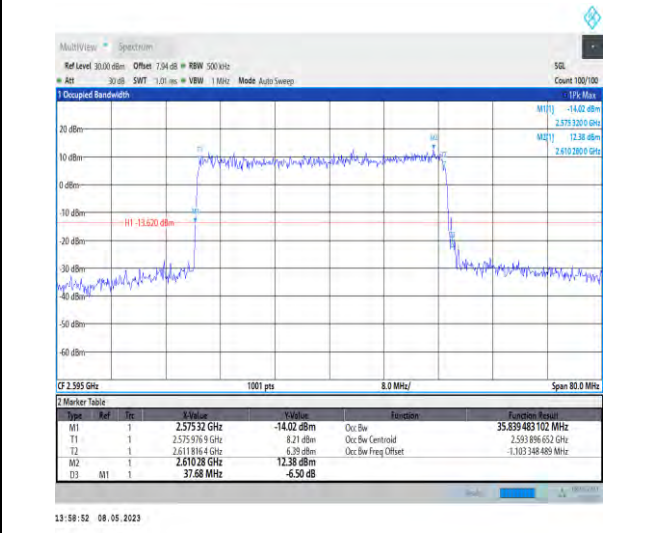 MultiView Spectrum
Ref Level 30.00 dBm Offset 7.94 dB RBW 500 kHz SGL
Att 30 dB SWT 1.01 ms VBW 1 MHz Mode Auto Sweep Count 100/100
1 Occupied Bandwidth 1Pk Max
M1[1] -14.02 dBm
2.575 320 0 GHz
M2[1] 12.38 dBm
2.610 280 0 GHz
20 dBm
10 dBm
0 dBm
-10 dBm
H1 -13.620 dBm
-20 dBm
-30 dBm
-40 dBm
-50 dBm
-60 dBm
CF 2.595 GHz 1001 pts 8.0 MHz/ Span 80.0 MHz
2 Marker Table
Type Ref Trc X-Value Y-Value Function Function Result
M1 1 2.575 32 GHz -14.02 dBm Occ Bw 35.839 483 102 MHz
T1 1 2.575 976 9 GHz 8.21 dBm Occ Bw Centroid 2.593 896 652 GHz
T2 1 2.611 816 4 GHz 6.39 dBm Occ Bw Freq Offset -1.103 348 489 MHz
M2 1 2.610 28 GHz 12.38 dBm
D3 M1 1 37.68 MHz -6.50 dB
13:58:52 08.05.2023